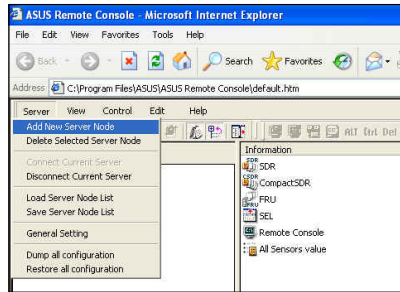 ASUS Remote Console - Microsoft Internet Explorer
File Edit View Favorites Tools Help
Back Search Favorites
Address C:\Program Files\ASUS\ASUS Remote Console\default.htm
Server View Control Edit Help
ALT Ctrl Del
Add New Server Node
Delete Selected Server Node
Connect Current Server
Disconnect Current Server
Load Server Node List
Save Server Node List
General Setting
Dump all configuration
Restore all configuration
Information
SDR SDR
CSDR CompactSDR
FRU FRU
SEL
Remote Console
All Sensors value